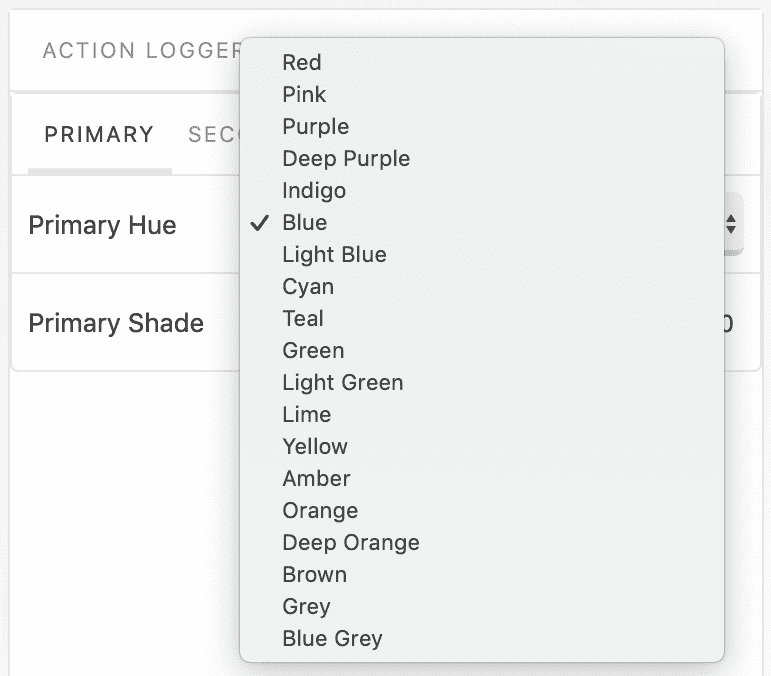 ACTION LOGGER
PRIMARY
Primary Hue
Primary Shade
Red
Pink
Purple
Deep Purple
Indigo
✓ Blue
Light Blue
Cyan
Teal
Green
Light Green
Lime
Yellow
Amber
Orange
Deep Orange
Brown
Grey
Blue Grey